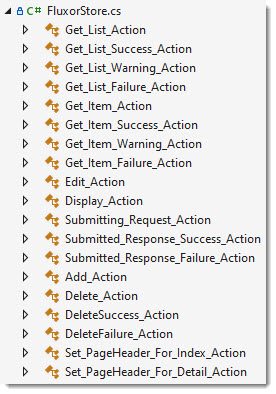 C# FluxorStore.cs
Get_List_Action
Get_List_Success_Action
Get_List_Warning_Action
Get_List_Failure_Action
Get_Item_Action
Get_Item_Success_Action
Get_Item_Warning_Action
Get_Item_Failure_Action
Edit_Action
Display_Action
Submitting_Request_Action
Submitted_Response_Success_Action
Submitted_Response_Failure_Action
Add_Action
Delete_Action
DeleteSuccess_Action
DeleteFailure_Action
Set_PageHeader_For_Index_Action
Set_PageHeader_For_Detail_Action